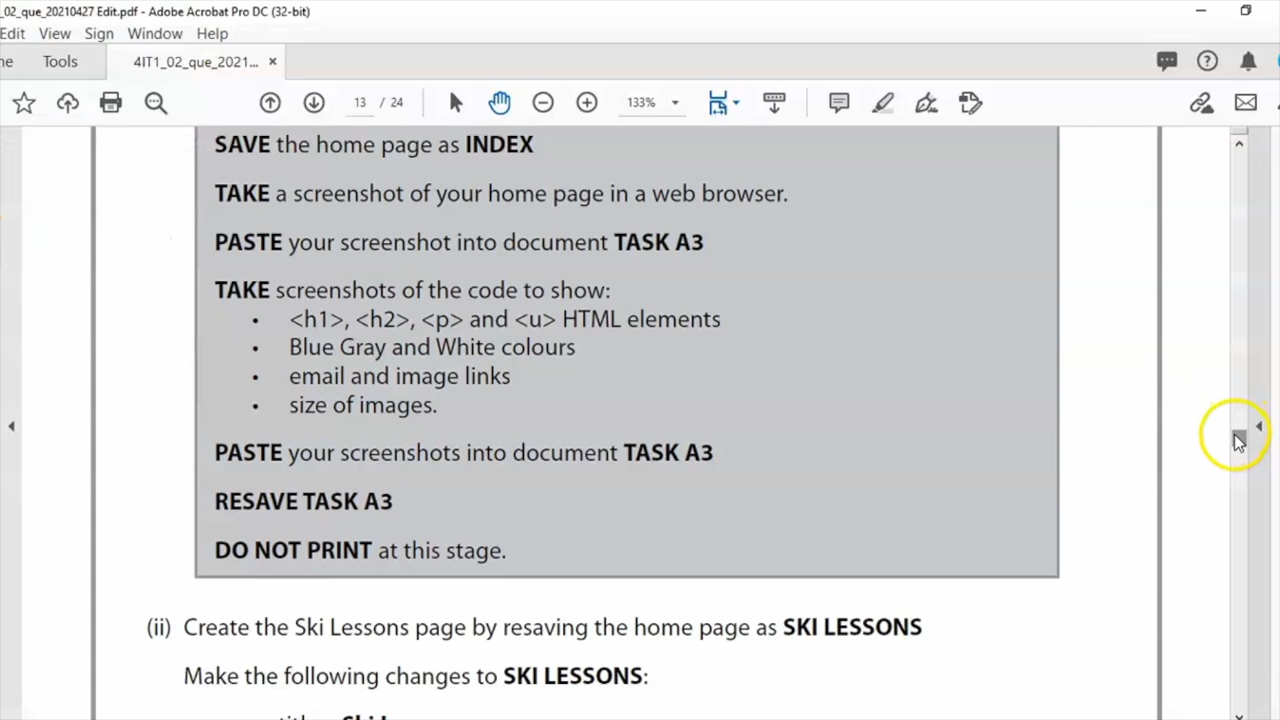 _02_que_20210427 Edit.pdf - Adobe Acrobat Pro DC (32-bit)
Edit View Sign Window Help
Tools 4IT1_02_que_2021... ×
13 / 24 133%
SAVE the home page as INDEX
TAKE a screenshot of your home page in a web browser.
PASTE your screenshot into document TASK A3
TAKE screenshots of the code to show:
• <h1>, <h2>, <p> and <u> HTML elements
• Blue Gray and White colours
• email and image links
• size of images.
PASTE your screenshots into document TASK A3
RESAVE TASK A3
DO NOT PRINT at this stage.
(ii) Create the Ski Lessons page by resaving the home page as SKI LESSONS
Make the following changes to SKI LESSONS: